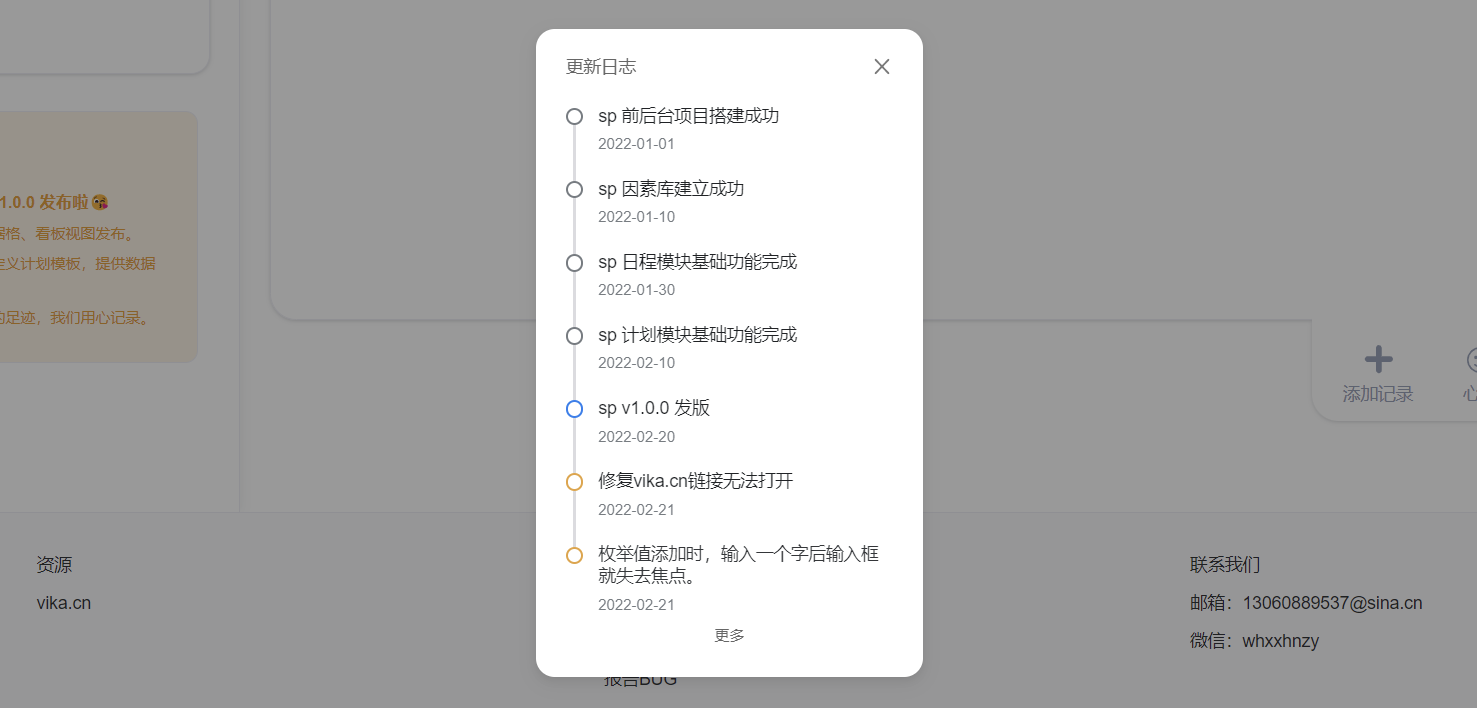 更新日志
sp 前后台项目搭建成功
2022-01-01
sp 因素库建立成功
2022-01-10
sp 日程模块基础功能完成
2022-01-30
sp 计划模块基础功能完成
2022-02-10
sp v1.0.0 发版
2022-02-20
修复vika.cn链接无法打开
2022-02-21
枚举值添加时，输入一个字后输入框
就失去焦点。
2022-02-21
更多
1.0.0 发布啦😘
格、看板视图发布。
义计划模板，提供数据
的足迹，我们用心记录。
添加记录
心
资源
vika.cn
报告BUG
联系我们
邮箱：13060889537@sina.cn
微信：whxxhnzy